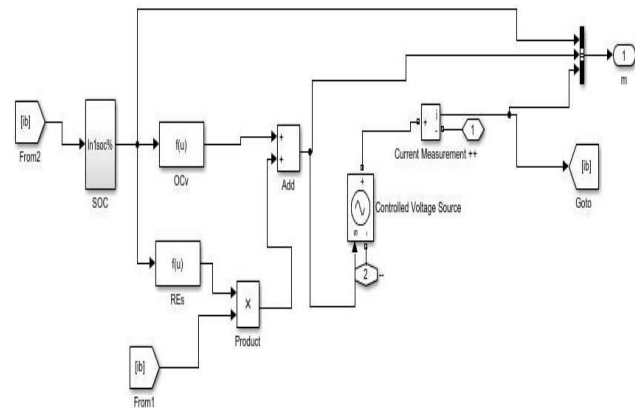 1
m
[ib]
From2
In1soc%
SOC
f(u)
OCv
+
+
Add
+
i
-
1
Current Measurement ++
[ib]
Goto
+
s
-
Controlled Voltage Source
2
--
f(u)
REs
×
Product
[ib]
From1